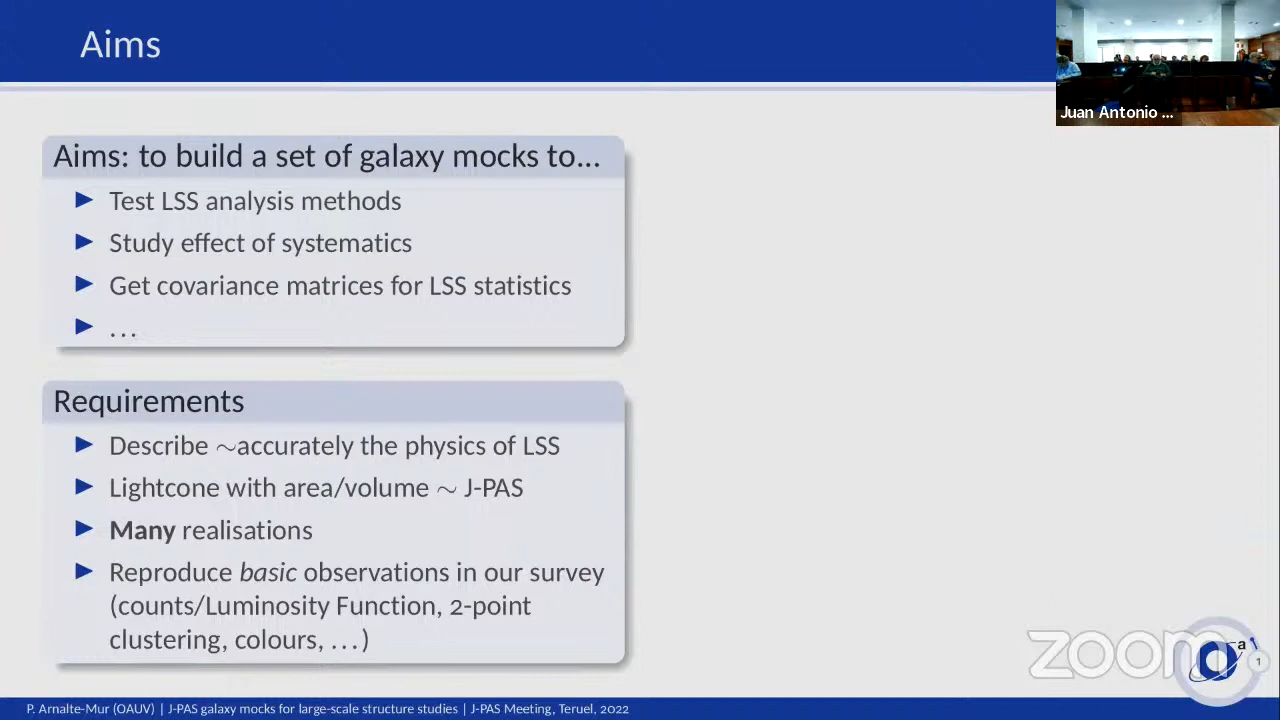 Aims
Juan Antonio ...
Aims: to build a set of galaxy mocks to...
Test LSS analysis methods
Study effect of systematics
Get covariance matrices for LSS statistics
...
Requirements
Describe ~accurately the physics of LSS
Lightcone with area/volume ~ J-PAS
Many realisations
Reproduce basic observations in our survey
(counts/Luminosity Function, 2-point
clustering, colours, ...)
zoom
a
1
P. Arnalte-Mur (OAUV) | J-PAS galaxy mocks for large-scale structure studies | J-PAS Meeting, Teruel, 2022